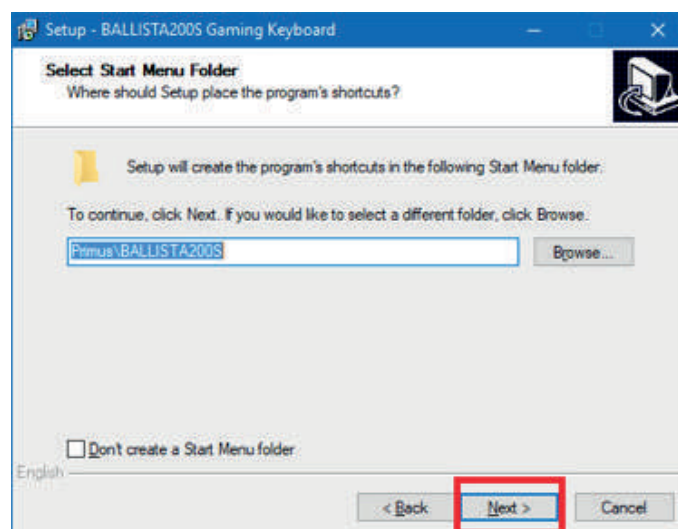 Setup - BALLISTA200S Gaming Keyboard
Select Start Menu Folder
Where should Setup place the program's shortcuts?
Setup will create the program's shortcuts in the following Start Menu folder.
To continue, click Next. If you would like to select a different folder, click Browse.
Primus\BALLISTA200S
Browse...
Don't create a Start Menu folder
English
< Back
Next >
Cancel